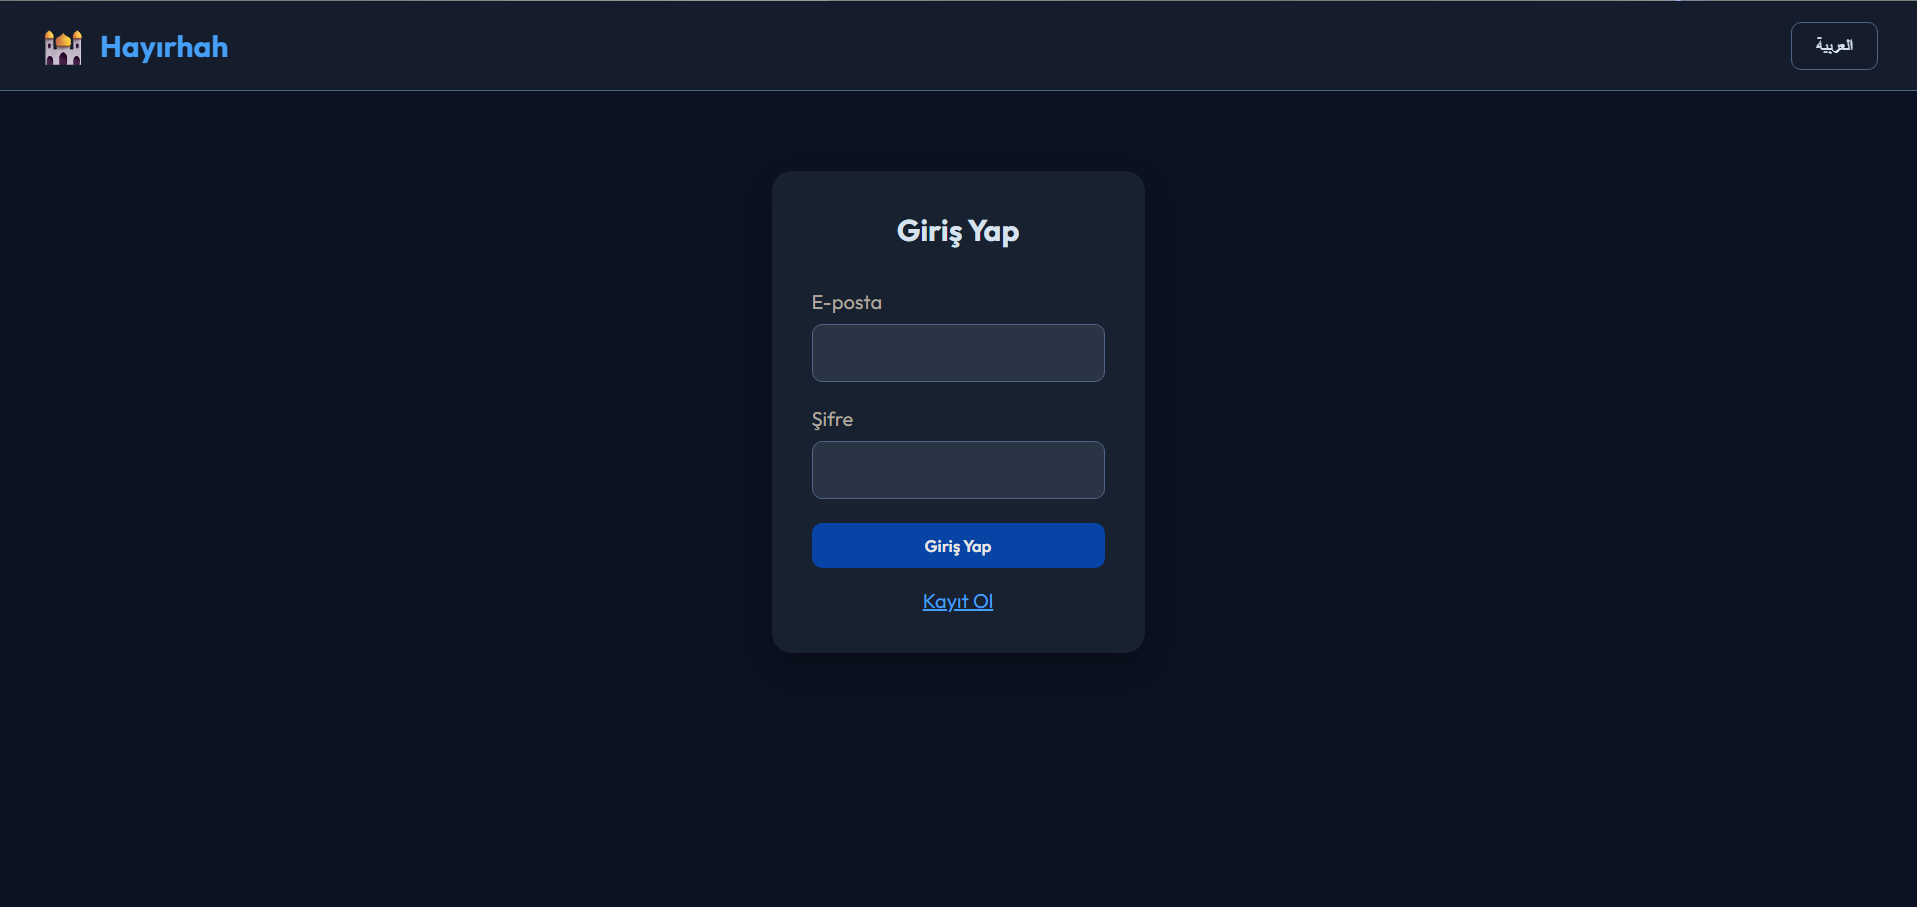 Hayırhah
العربية
Giriş Yap
E-posta
Şifre
Giriş Yap
Kayıt Ol